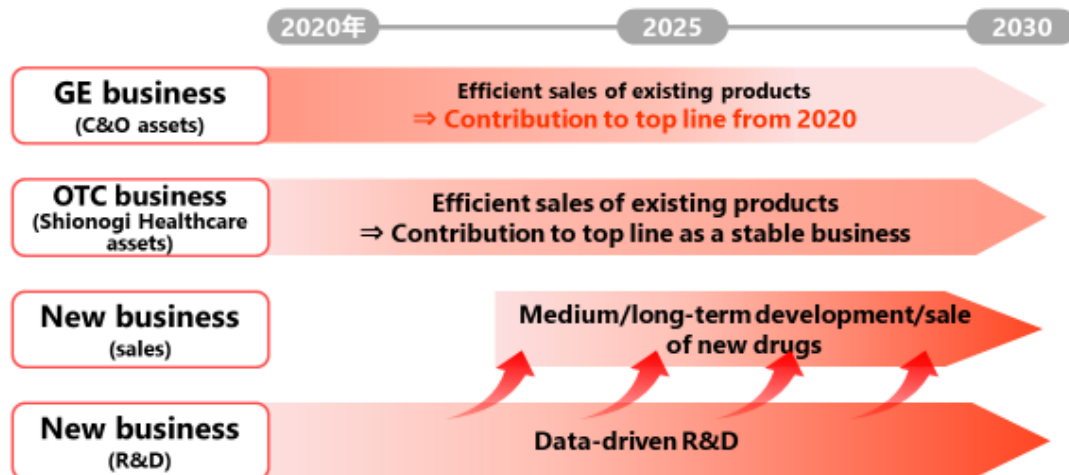 2020年
2025
2030
GE business
(C&O assets)
Efficient sales of existing products
⇒ Contribution to top line from 2020
OTC business
(Shionogi Healthcare
assets)
Efficient sales of existing products
⇒ Contribution to top line as a stable business
New business
(sales)
Medium/long-term development/sale
of new drugs
New business
(R&D)
Data-driven R&D